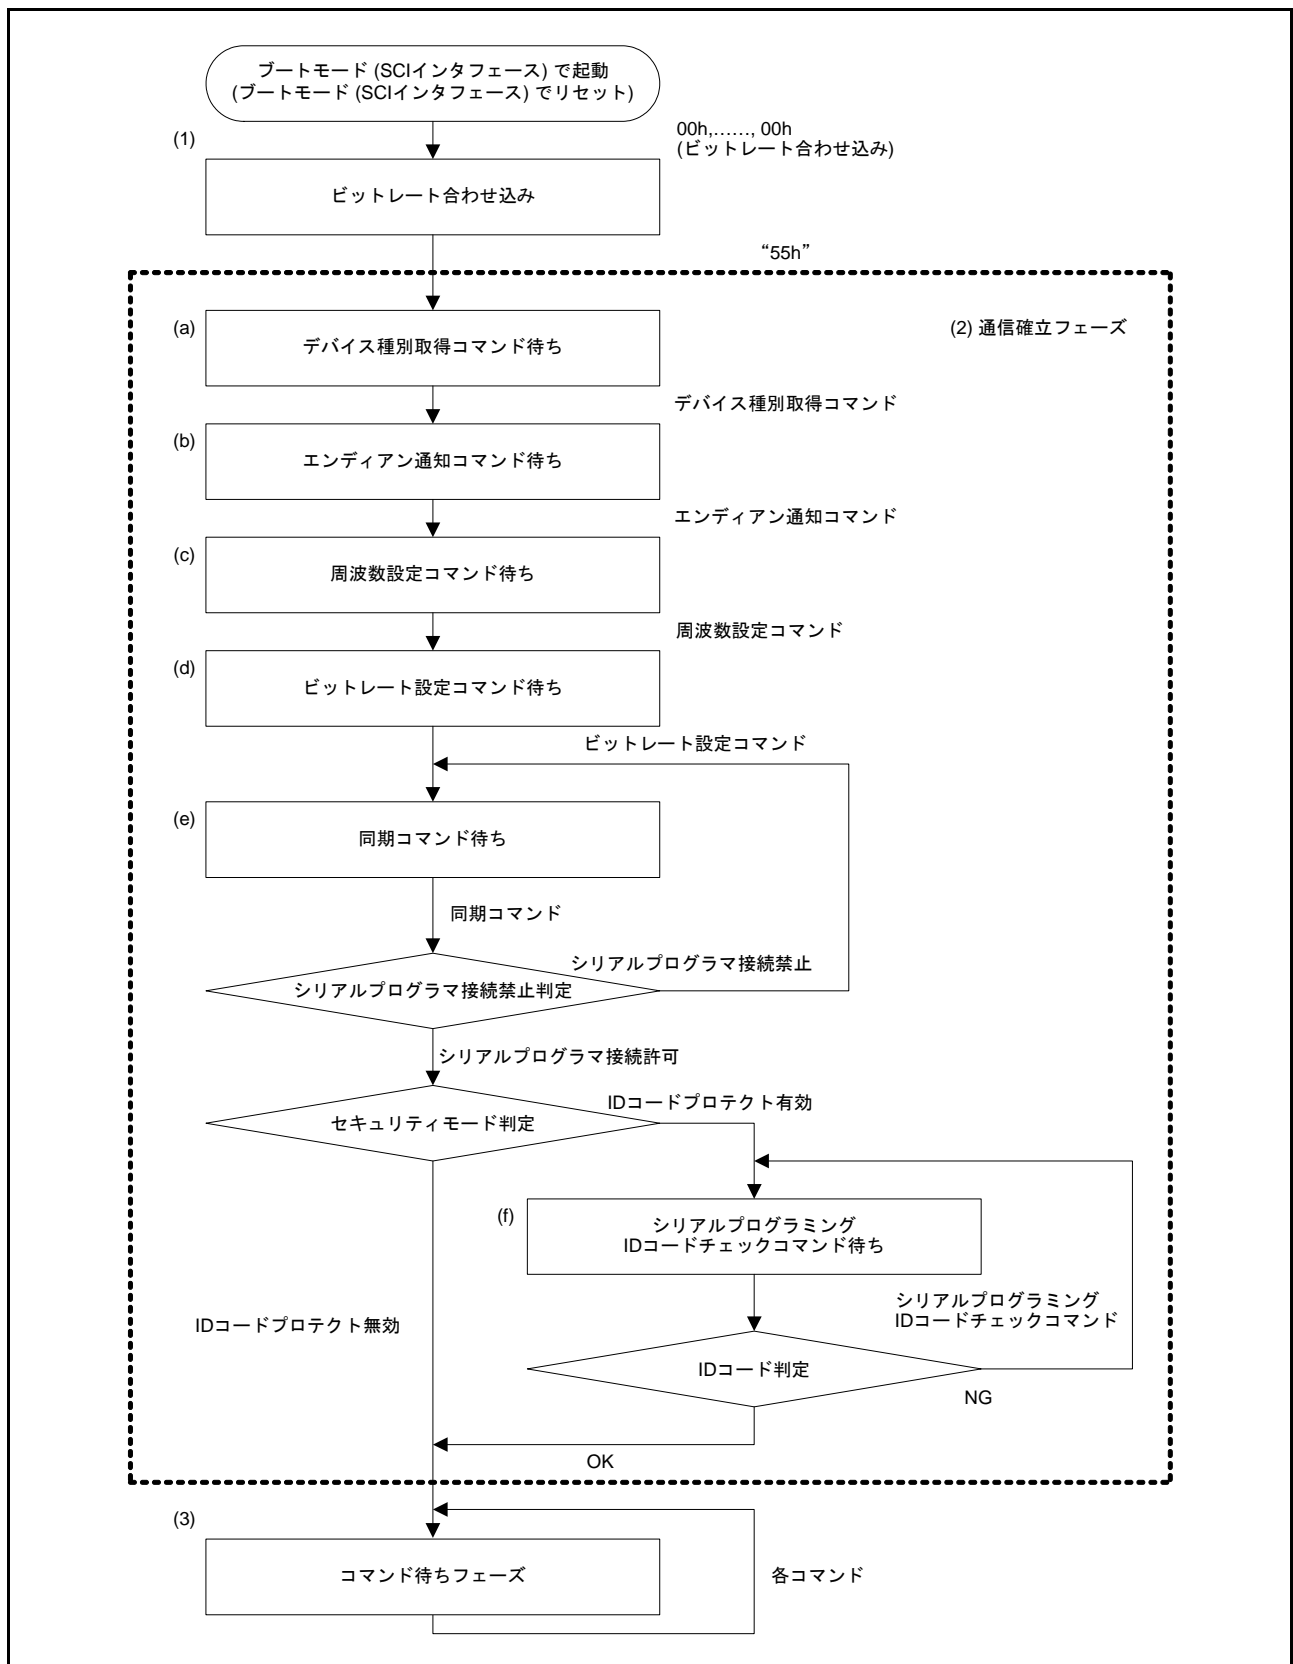 ブートモード (SCIインタフェース) で起動
(ブートモード (SCIインタフェース) でリセット)
(1)
00h,……, 00h
(ビットレート合わせ込み)
ビットレート合わせ込み
“55h”
(a)
デバイス種別取得コマンド待ち
(2) 通信確立フェーズ
デバイス種別取得コマンド
(b)
エンディアン通知コマンド待ち
エンディアン通知コマンド
(c)
周波数設定コマンド待ち
周波数設定コマンド
(d)
ビットレート設定コマンド待ち
ビットレート設定コマンド
(e)
同期コマンド待ち
同期コマンド
シリアルプログラマ接続禁止
シリアルプログラマ接続禁止判定
シリアルプログラマ接続許可
IDコードプロテクト有効
セキュリティモード判定
(f)
シリアルプログラミング
IDコードチェックコマンド待ち
シリアルプログラミング
IDコードチェックコマンド
IDコードプロテクト無効
IDコード判定
NG
OK
(3)
コマンド待ちフェーズ
各コマンド